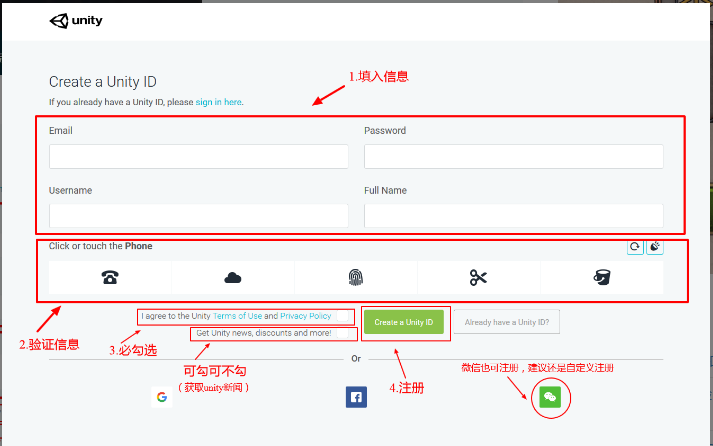 unity
1.填入信息
Create a Unity ID
If you already have a Unity ID, please sign in here.
Email
Password
Username
Full Name
Click or touch the Phone
I agree to the Unity Terms of Use and Privacy Policy
Create a Unity ID
Already have a Unity ID?
Get Unity news, discounts and more!
2.验证信息
3.必勾选
Or
可勾可不勾
（获取unity新闻）
4.注册
微信也可注册，建议还是自定义注册